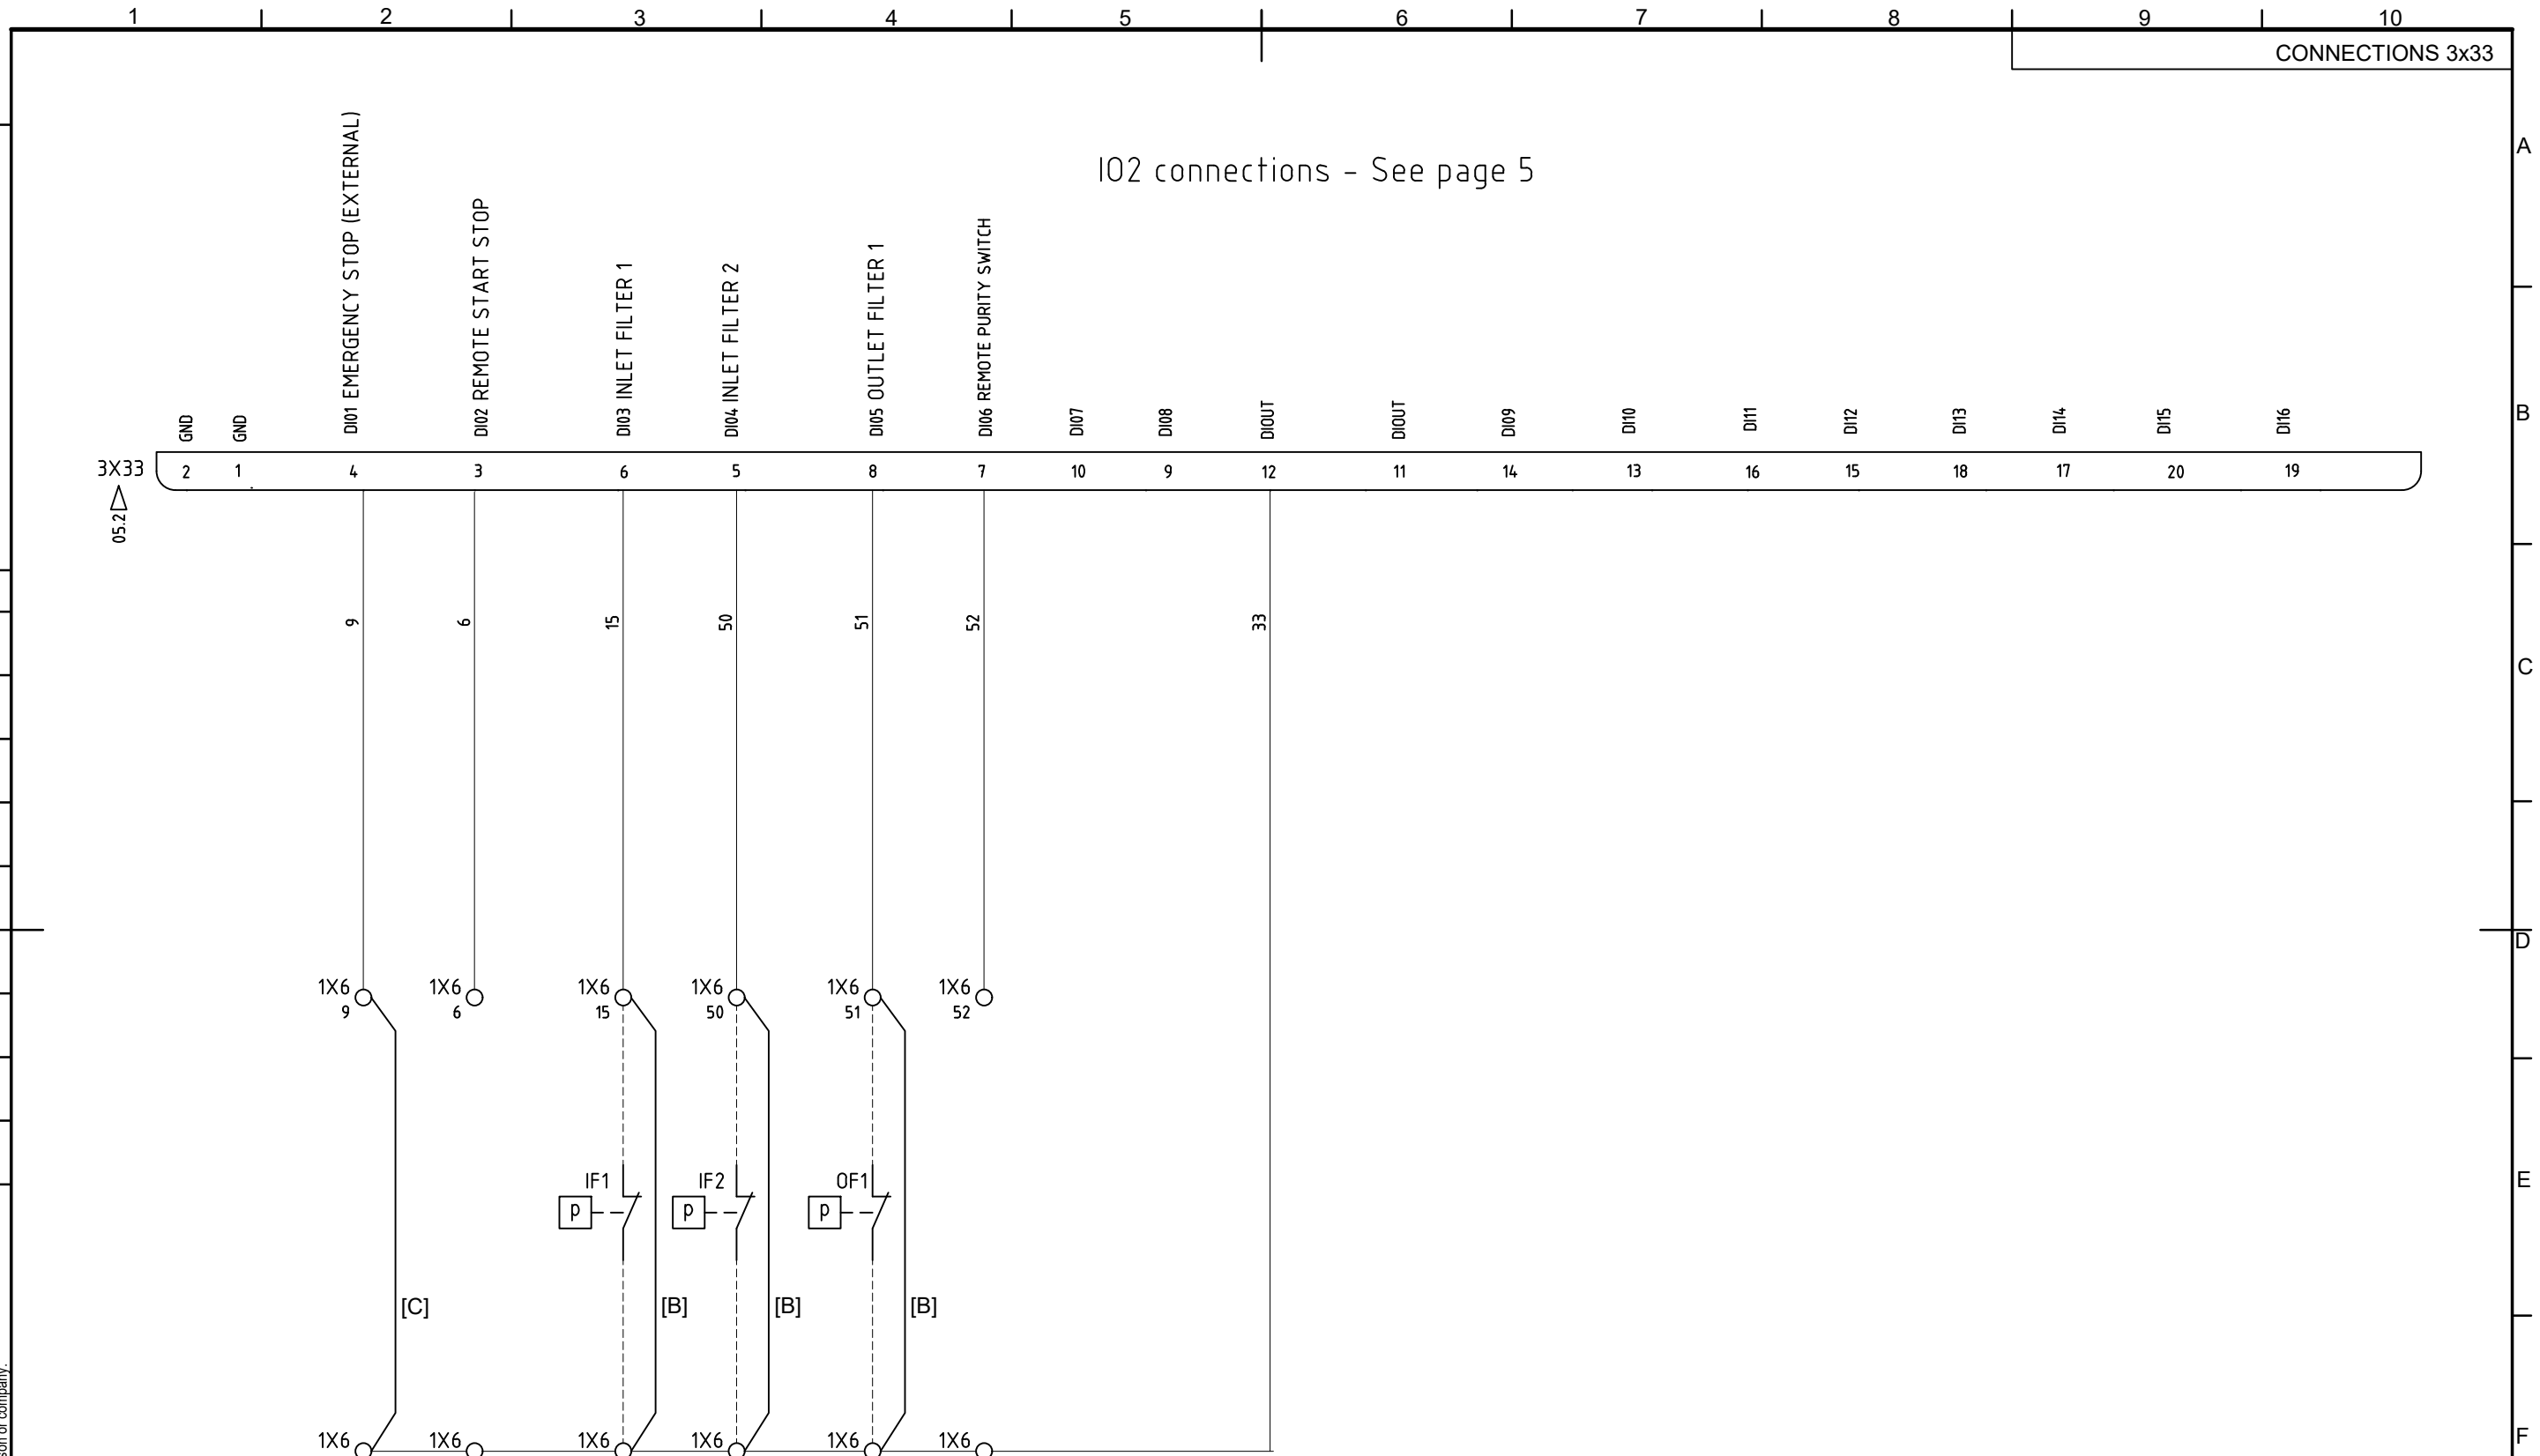 1 2 3 4 5 6 7 8 9 10
CONNECTIONS 3x33
A
IO2 connections - See page 5
GND
GND
DI01 EMERGENCY STOP (EXTERNAL)
DI02 REMOTE START STOP
DI03 INLET FILTER 1
DI04 INLET FILTER 2
DI05 OUTLET FILTER 1
DI06 REMOTE PURITY SWITCH
DI07
DI08
DIOUT
DIOUT
DI09
DI10
DI11
DI12
DI13
DI14
DI15
DI16
B
3X33 2 1 4 3 6 5 8 7 10 9 12 11 14 13 16 15 18 17 20 19
05.2
9 6 15 50 51 52 33
C
D
1X6 1X6 1X6 1X6 1X6 1X6
9 6 15 50 51 52
IF1 IF2 OF1
E
P P P
[C] [B] [B] [B]
son or company.
1X6 1X6 1X6 1X6 1X6 1X6
F